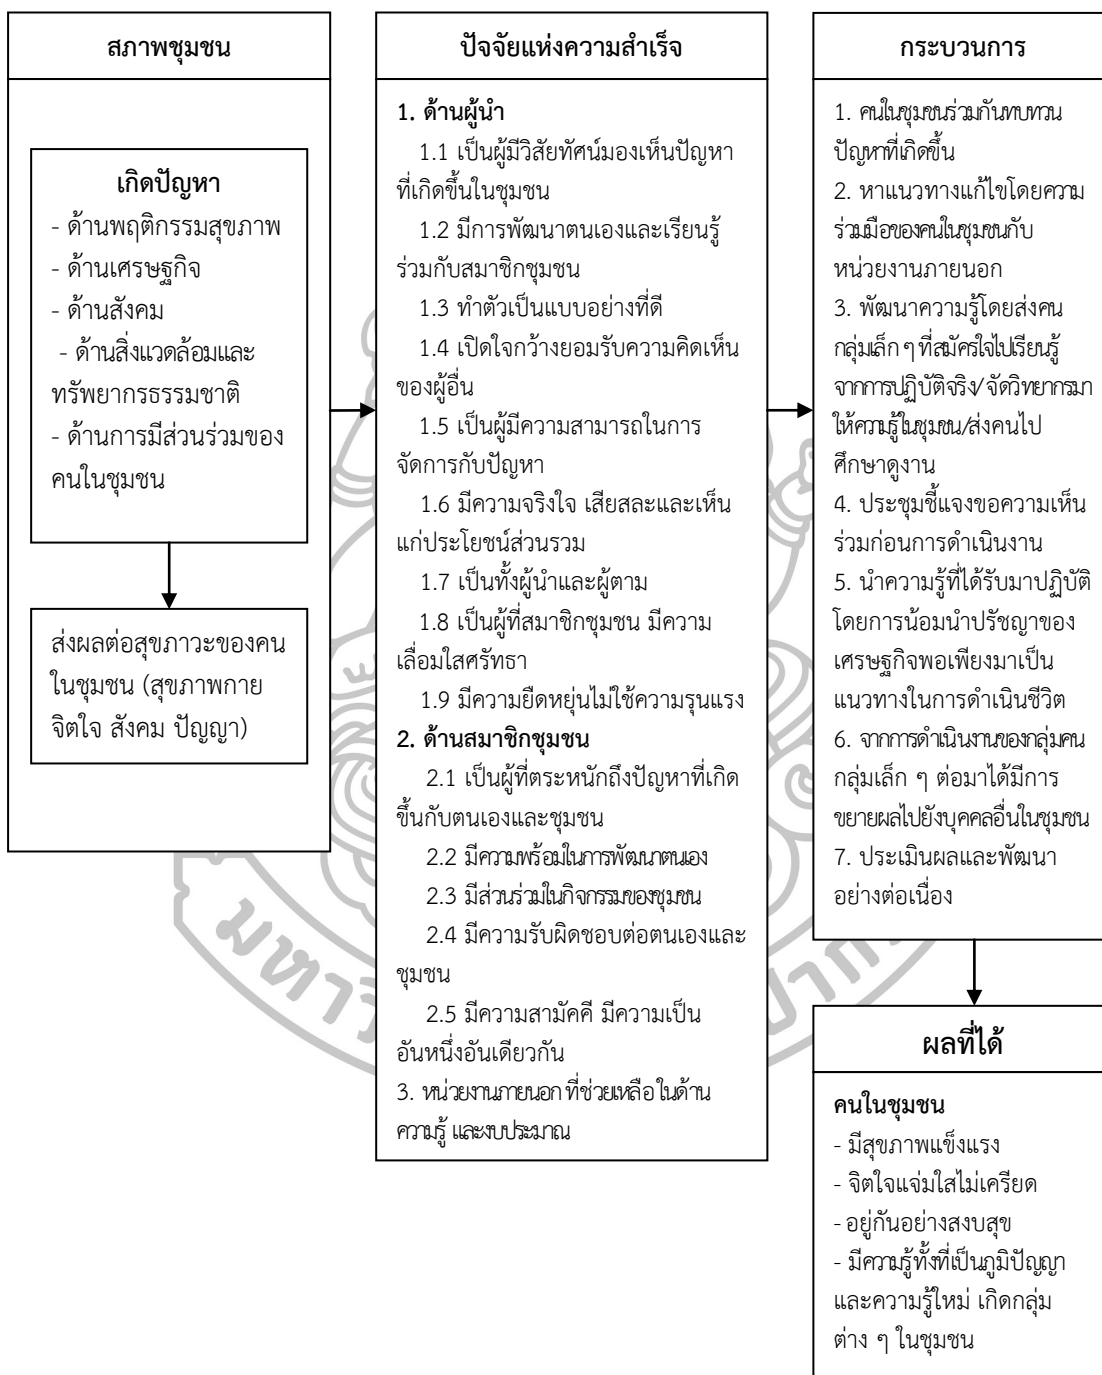 สภาพชุมชน
เกิดปัญหา
- ด้านพฤติกรรมสุขภาพ
- ด้านเศรษฐกิจ
- ด้านสังคม
- ด้านสิ่งแวดล้อมและ
ทรัพยากรธรรมชาติ
- ด้านการมีส่วนร่วมของ
คนในชุมชน
ส่งผลต่อสุขภาวะของคน
ในชุมชน (สุขภาพกาย
จิตใจ สังคม ปัญญา)
ปัจจัยแห่งความสำเร็จ
1. ด้านผู้นำ
1.1 เป็นผู้มีวิสัยทัศน์มองเห็นปัญหา
ที่เกิดขึ้นในชุมชน
1.2 มีการพัฒนาตนเองและเรียนรู้
ร่วมกับสมาชิกชุมชน
1.3 ทำตัวเป็นแบบอย่างที่ดี
1.4 เปิดใจกว้างยอมรับความคิดเห็น
ของผู้อื่น
1.5 เป็นผู้มีความสามารถในการ
จัดการกับปัญหา
1.6 มีความจริงใจ เสียสละและเห็น
แก่ประโยชน์ส่วนรวม
1.7 เป็นทั้งผู้นำและผู้ตาม
1.8 เป็นผู้ที่สมาชิกชุมชน มีความ
เลื่อมใสศรัทธา
1.9 มีความยืดหยุ่นไม่ใช้ความรุนแรง
2. ด้านสมาชิกชุมชน
2.1 เป็นผู้ที่ตระหนักถึงปัญหาที่เกิด
ขึ้นกับตนเองและชุมชน
2.2 มีความพร้อมในการพัฒนาตนเอง
2.3 มีส่วนร่วมในกิจกรรมของชุมชน
2.4 มีความรับผิดชอบต่อตนเองและ
ชุมชน
2.5 มีความสามัคคี มีความเป็น
อันหนึ่งอันเดียวกัน
3. หน่วยงานภายนอก ที่ช่วยเหลือ ในด้าน
ความรู้ และงบประมาณ
กระบวนการ
1. คนในชุมชนร่วมกันทบทวน
ปัญหาที่เกิดขึ้น
2. หาแนวทางแก้ไขโดยความ
ร่วมมือของคนในชุมชนกับ
หน่วยงานภายนอก
3. พัฒนาความรู้โดยส่งคน
กลุ่มเล็ก ๆ ที่สมัครใจไปเรียนรู้
จากการปฏิบัติจริง/ จัดวิทยากรมา
ให้ความรู้ในชุมชน/ส่งคนไป
ศึกษาดูงาน
4. ประชุมชี้แจงขอความเห็น
ร่วมก่อนการดำเนินงาน
5. นำความรู้ที่ได้รับมาปฏิบัติ
โดยการน้อมนำปรัชญาของ
เศรษฐกิจพอเพียงมาเป็น
แนวทางในการดำเนินชีวิต
6. จากการดำเนินงานของกลุ่มคน
กลุ่มเล็ก ๆ ต่อมาได้มีการ
ขยายผลไปยังบุคคลอื่นในชุมชน
7. ประเมินผลและพัฒนา
อย่างต่อเนื่อง
ผลที่ได้
คนในชุมชน
- มีสุขภาพแข็งแรง
- จิตใจแจ่มใสไม่เครียด
- อยู่กันอย่างสงบสุข
- มีความรู้ทั้งที่เป็นภูมิปัญญา
และความรู้ใหม่ เกิดกลุ่ม
ต่าง ๆ ในชุมชน